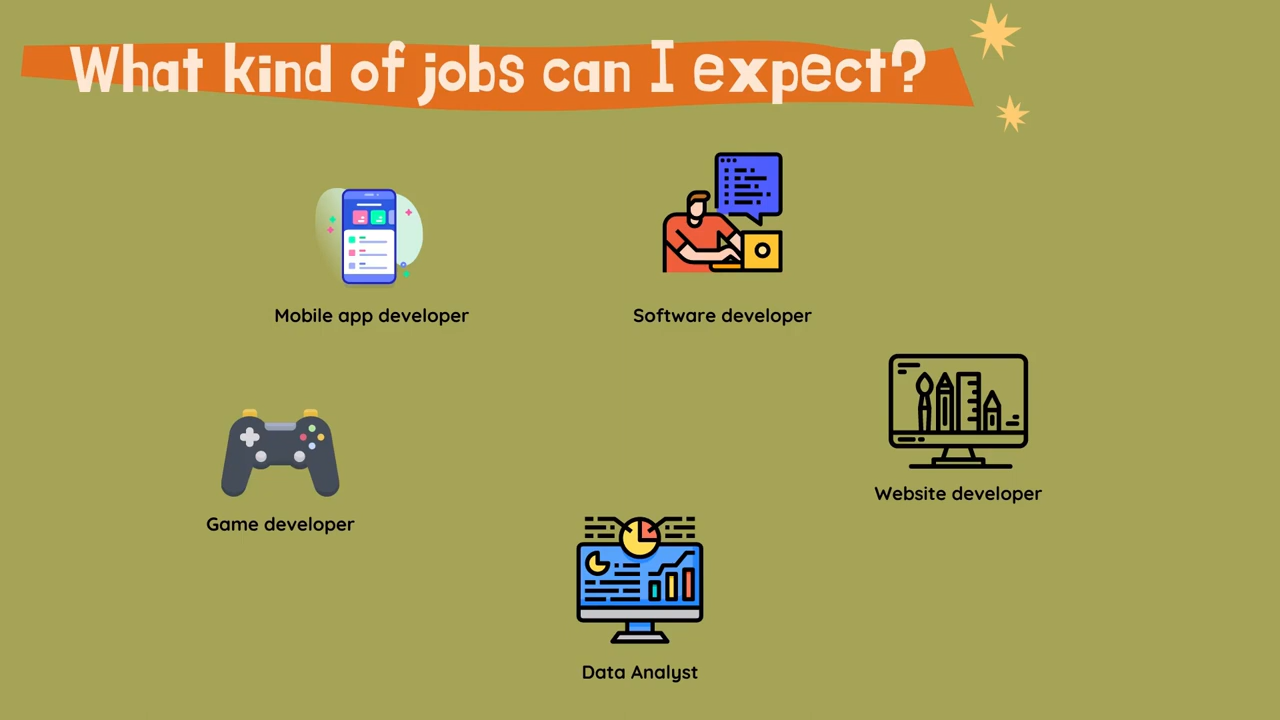 What kind of jobs can I expect?
Mobile app developer
Software developer
Website developer
Game developer
Data Analyst